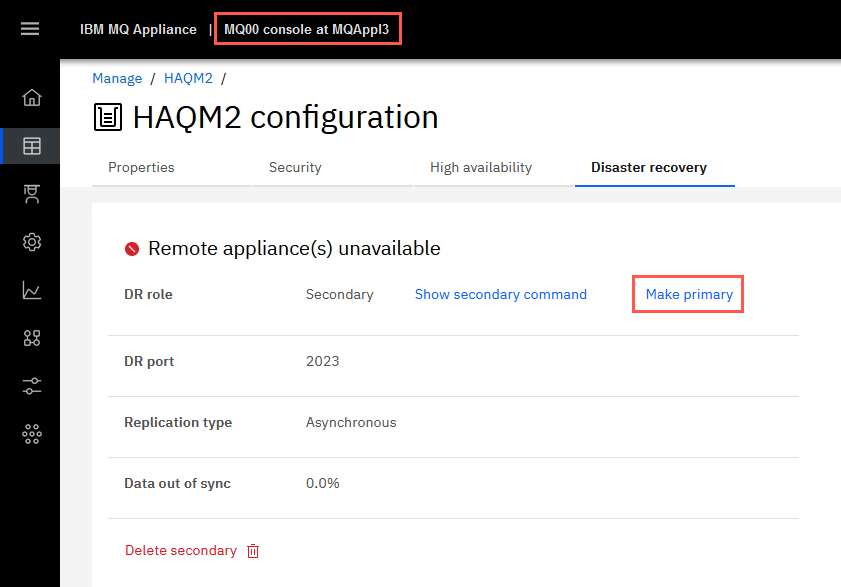 IBM MQ Appliance | MQ00 console at MQAppl3
Manage / HAQM2 /
HAQM2 configuration
Properties Security High availability Disaster recovery
Remote appliance(s) unavailable
DR role Secondary Show secondary command Make primary
DR port 2023
Replication type Asynchronous
Data out of sync 0.0%
Delete secondary